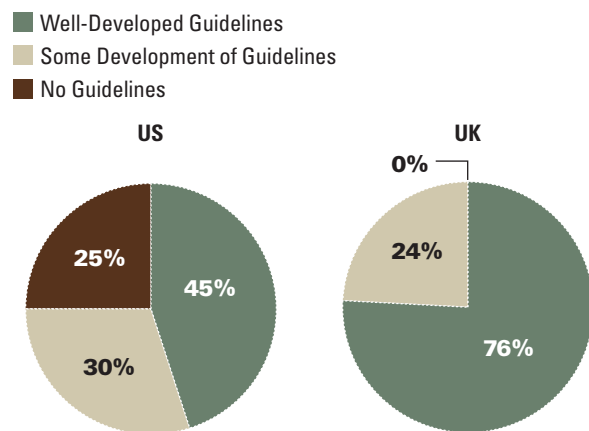 Well-Developed Guidelines
Some Development of Guidelines
No Guidelines
US
UK
0%
25%
45%
30%
24%
76%